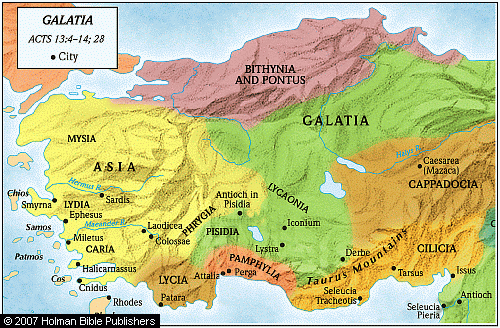 GALATIA
ACTS 13:4–14; 28
City
BITHYNIA
AND PONTUS
GALATIA
MYSIA
ASIA
Hermus R.
Chios
Smyrna
LYDIA
Sardis
Ephesus
Maeander R.
Samos
Miletus
CARIA
Laodicea
Colossae
Patmos
Halicarnassus
Cos
Cnidus
Rhodes
PHRYGIA
Antioch in
Pisidia
PISIDIA
LYCAONIA
Iconium
Lystra
Derbe
LYCIA
Patara
Attalia
Perga
PAMPHYLIA
Taurus Mountains
Seleucia
Tracheotis
Halys R.
Caesarea
(Mazaca)
CAPPADOCIA
CILICIA
Tarsus
Issus
Antioch
Seleucia
Pieria
© 2007 Holman Bible Publishers